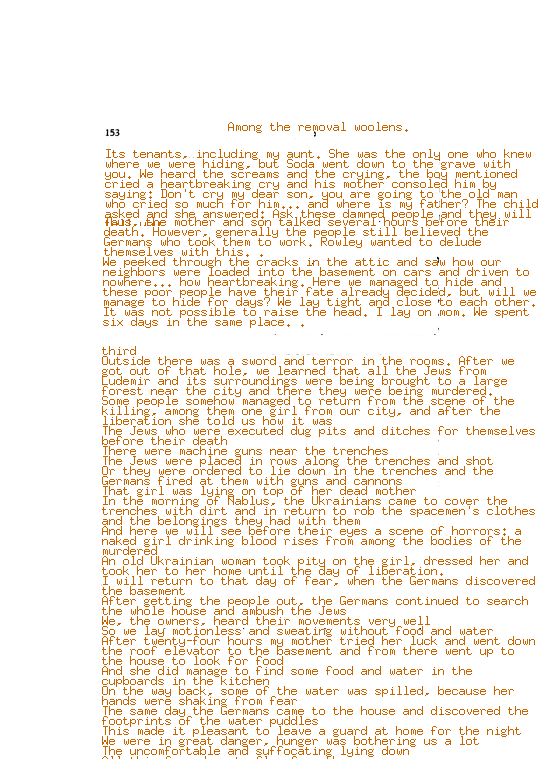 Among the removal woolens.
153
Its tenants, including my aunt. She was the only one who knew
where we were hiding, but Soda went down to the grave with
you. We heard the screams and the crying, the boy mentioned
cried a heartbreaking cry and his mother consoled him by
saying: Don't cry my dear son, you are going to the old man
who cried so much for him... and where is my father? The child
asked and she answered: Ask these damned people and they will
Thus, the mother and son talked several hours before their
death. However, generally the people still believed the
Germans who took them to work. Rowley wanted to delude
themselves with this. .
We peeked through the cracks in the attic and saw how our
neighbors were loaded into the basement on cars and driven to
nowhere... how heartbreaking. Here we managed to hide and
these poor people have their fate already decided, but will we
manage to hide for days? We lay tight and close to each other.
It was not possible to raise the head. I lay on mom. We spent
six days in the same place. .
third
Outside there was a sword and terror in the rooms. After we
got out of that hole, we learned that all the Jews from
Ludemir and its surroundings were being brought to a large
forest near the city and there they were being murdered.
Some people somehow managed to return from the scene of the
killing, among them one girl from our city, and after the
liberation she told us how it was
The Jews who were executed dug pits and ditches for themselves
before their death
There were machine guns near the trenches
The Jews were placed in rows along the trenches and shot
Or they were ordered to lie down in the trenches and the
Germans fired at them with guns and cannons
That girl was lying on top of her dead mother
In the morning of Nablus, the Ukrainians came to cover the
trenches with dirt and in return to rob the spacemen's clothes
and the belongings they had with them
And here we will see before their eyes a scene of horrors: a
naked girl drinking blood rises from among the bodies of the
murdered
An old Ukrainian woman took pity on the girl, dressed her and
took her to her home until the day of liberation.
I will return to that day of fear, when the Germans discovered
the basement
After getting the people out, the Germans continued to search
the whole house and ambush the Jews
We, the owners, heard their movements very well
So we lay motionless and sweating without food and water
After twenty-four hours my mother tried her luck and went down
the roof elevator to the basement and from there went up to
the house to look for food
And she did manage to find some food and water in the
cupboards in the kitchen
On the way back, some of the water was spilled, because her
hands were shaking from fear
The same day the Germans came to the house and discovered the
footprints of the water puddles
This made it pleasant to leave a guard at home for the night
We were in great danger, hunger was bothering us a lot
The uncomfortable and suffocating lying down